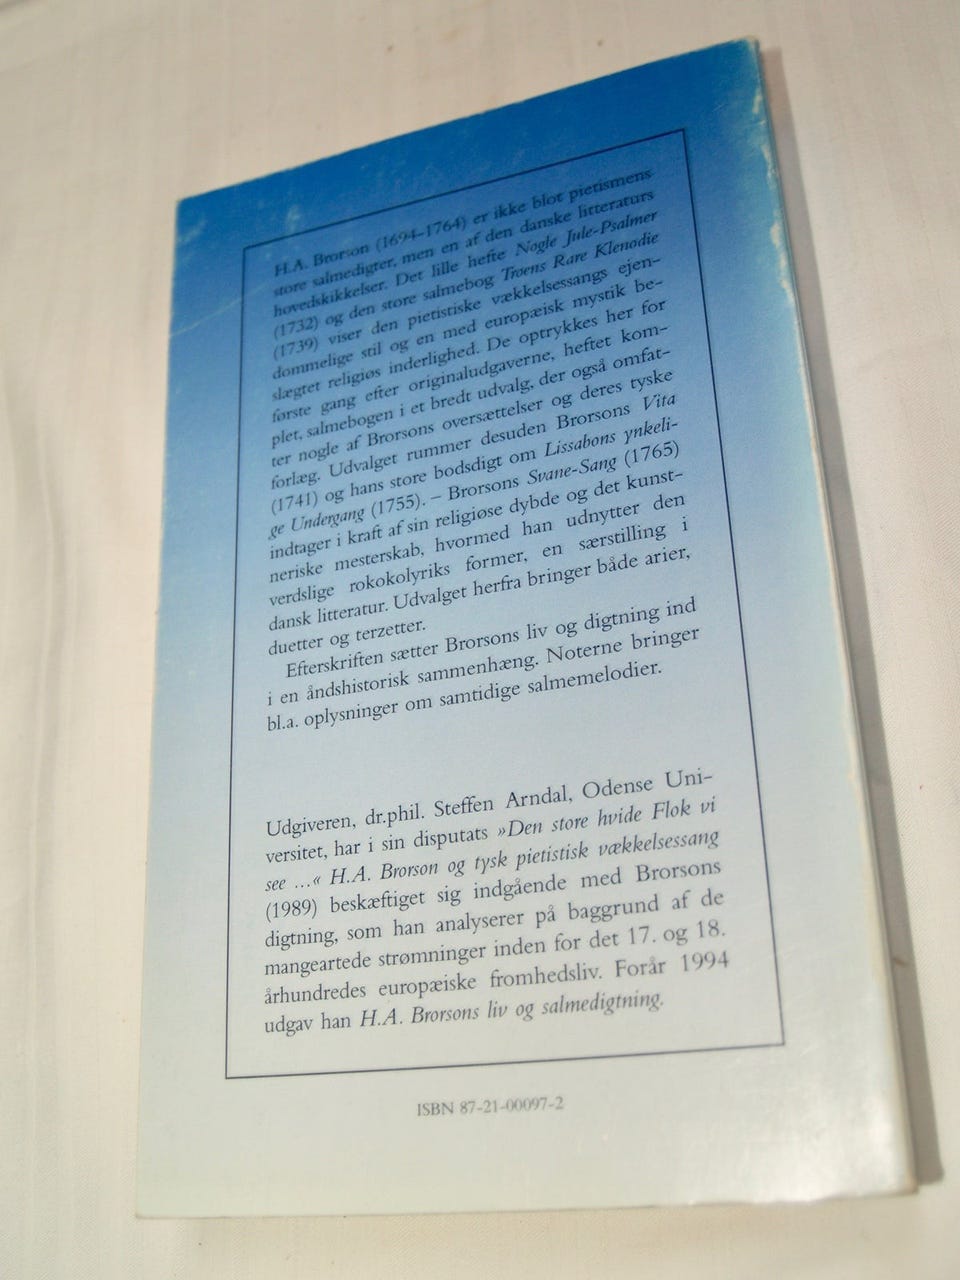 H.A. Brorson (1694–1764) er ikke blot pietismens
store salmedigter, men en af den danske litteraturs
hovedskikkelser. Det lille hefte Nogle Jule-Psalmer
(1732) og den store salmebog Troens Rare Klenodie
(1739) viser den pietistiske vækkelsessangs ejen-
dommelige stil og en med europæisk mystik be-
slægtet religiøs inderlighed. De optrykkes her for
første gang efter originaludgaverne, heftet kom-
plet, salmebogen i et bredt udvalg, der også omfat-
ter nogle af Brorsons oversættelser og deres tyske
forlæg. Udvalget rummer desuden Brorsons Vita
(1741) og hans store bodsdigt om Lissabons ynkeli-
ge Undergang (1755). – Brorsons Svane-Sang (1765)
indtager i kraft af sin religiøse dybde og det kunst-
neriske mesterskab, hvormed han udnytter den
verdslige rokokolyriks former, en særstilling i
dansk litteratur. Udvalget herfra bringer både arier,
duetter og terzetter.
Efterskriften sætter Brorsons liv og digtning ind
i en åndshistorisk sammenhæng. Noterne bringer
bl.a. oplysninger om samtidige salmemelodier.
Udgiveren, dr.phil. Steffen Arndal, Odense Uni-
versitet, har i sin disputats »Den store hvide Flok vi
see ...« H.A. Brorson og tysk pietistisk vækkelsessang
(1989) beskæftiget sig indgående med Brorsons
digtning, som han analyserer på baggrund af de
mangeartede strømninger inden for det 17. og 18.
århundredes europæiske fromhedsliv. Forår 1994
udgav han H.A. Brorsons liv og salmedigtning.
ISBN 87-21-00097-2